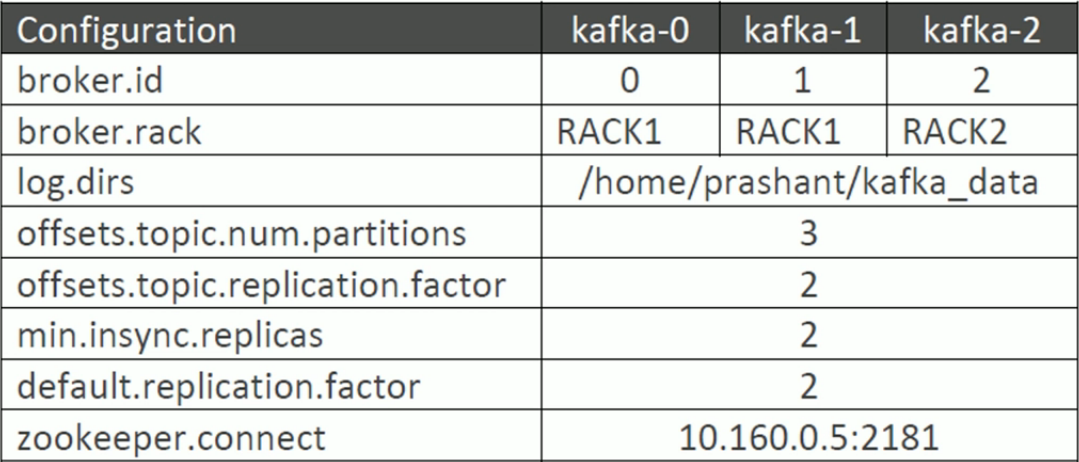 Configuration kafka-0 kafka-1 kafka-2
broker.id 0 1 2
broker.rack RACK1 RACK1 RACK2
log.dirs /home/prashant/kafka_data
offsets.topic.num.partitions 3
offsets.topic.replication.factor 2
min.insync.replicas 2
default.replication.factor 2
zookeeper.connect 10.160.0.5:2181